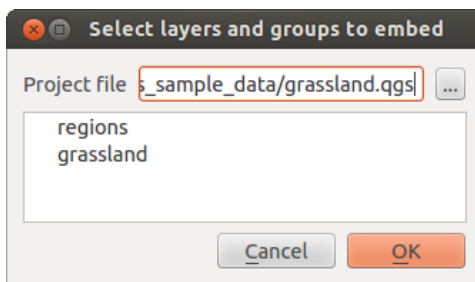 Select layers and groups to embed
Project file s_sample_data/grassland.qgs ...
regions
grassland
Cancel OK